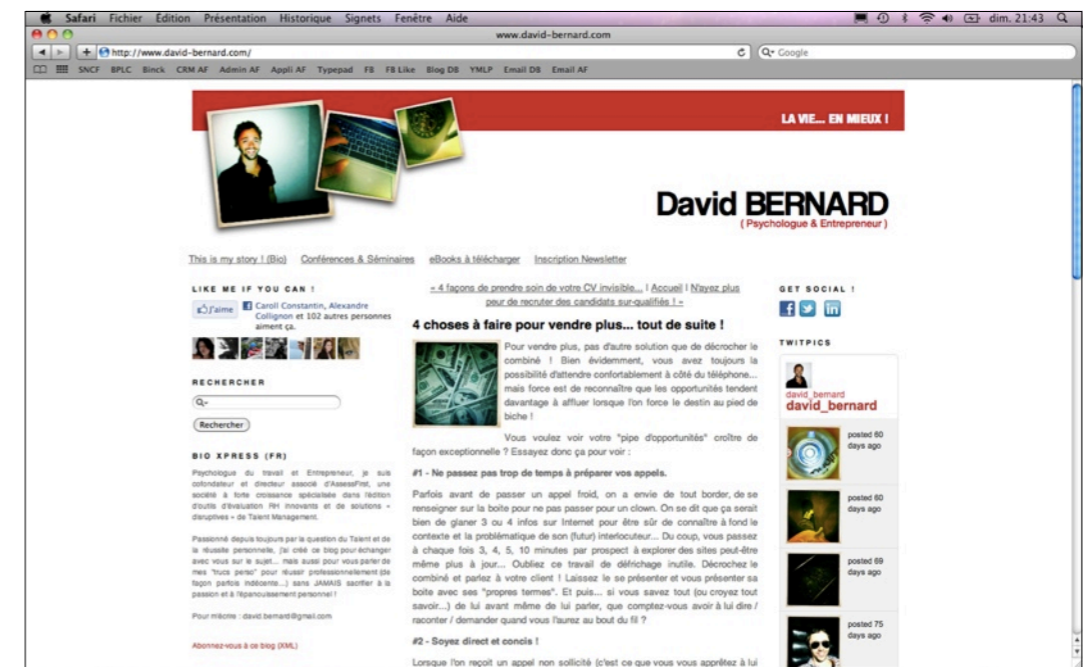 Safari Fichier Édition Présentation Historique Signets Fenêtre Aide
dim. 21:43
www.david-bernard.com
http://www.david-bernard.com/
Google
SNCF BPLC Binck CRM AF Admin AF Appli AF Typepad FB FB Like Blog DB YMLP Email DB Email AF
LA VIE... EN MIEUX !
David BERNARD
( Psychologue & Entrepreneur )
This is my story ! (Bio) Conférences & Séminaires eBooks à télécharger Inscription Newsletter
LIKE ME IF YOU CAN !
J'aime
Caroll Constantin, Alexandre
Collignon et 102 autres personnes
aiment ça.
RECHERCHER
Rechercher
BIO XPRESS (FR)
Psychologue du travail et Entrepreneur, je suis
cofondateur et directeur associé d'AssessFirst, une
société à forte croissance spécialisée dans l'édition
d'outils d'évaluation RH innovants et de solutions «
disruptives » de Talent Management.
Passionné depuis toujours par la question du Talent et de
la réussite personnelle, j'ai créé ce blog pour échanger
avec vous sur le sujet... mais aussi pour vous parler de
mes "trucs perso" pour réussir professionnellement (de
façon parfois indécente...) sans JAMAIS sacrifier à la
passion et à l'épanouissement personnel !
Pour m'écrire : david.bernard@gmail.com
Abonnez-vous à ce blog (XML)
« 4 façons de prendre soin de votre CV invisible... | Accueil | N'ayez plus
peur de recruter des candidats sur-qualifiés ! »
4 choses à faire pour vendre plus... tout de suite !
Pour vendre plus, pas d'autre solution que de décrocher le
combiné ! Bien évidemment, vous avez toujours la
possibilité d'attendre confortablement à côté du téléphone...
mais force est de reconnaître que les opportunités tendent
davantage à affluer lorsque l'on force le destin au pied de
biche !
Vous voulez voir votre "pipe d'opportunités" croître de
façon exceptionnelle ? Essayez donc ça pour voir :
#1 - Ne passez pas trop de temps à préparer vos appels.
Parfois avant de passer un appel froid, on a envie de tout border, de se
renseigner sur la boite pour ne pas passer pour un clown. On se dit que ça serait
bien de glaner 3 ou 4 infos sur Internet pour être sûr de connaître à fond le
contexte et la problématique de son (futur) interlocuteur... Du coup, vous passez
à chaque fois 3, 4, 5, 10 minutes par prospect à explorer des sites peut-être
même plus à jour... Oubliez ce travail de défrichage inutile. Décrochez le
combiné et parlez à votre client ! Laissez le se présenter et vous présenter sa
boite avec ses "propres termes". Et puis... si vous savez tout (ou croyez tout
savoir...) de lui avant même de lui parler, que comptez-vous avoir à lui dire /
raconter / demander quand vous l'aurez au bout du fil ?
#2 - Soyez direct et concis !
Lorsque l'on reçoit un appel non sollicité (c'est ce que vous vous apprêtez à lui
GET SOCIAL !
TWITPICS
david_bernard
david_bernard
posted 60
days ago
posted 60
days ago
posted 69
days ago
posted 75
days ago